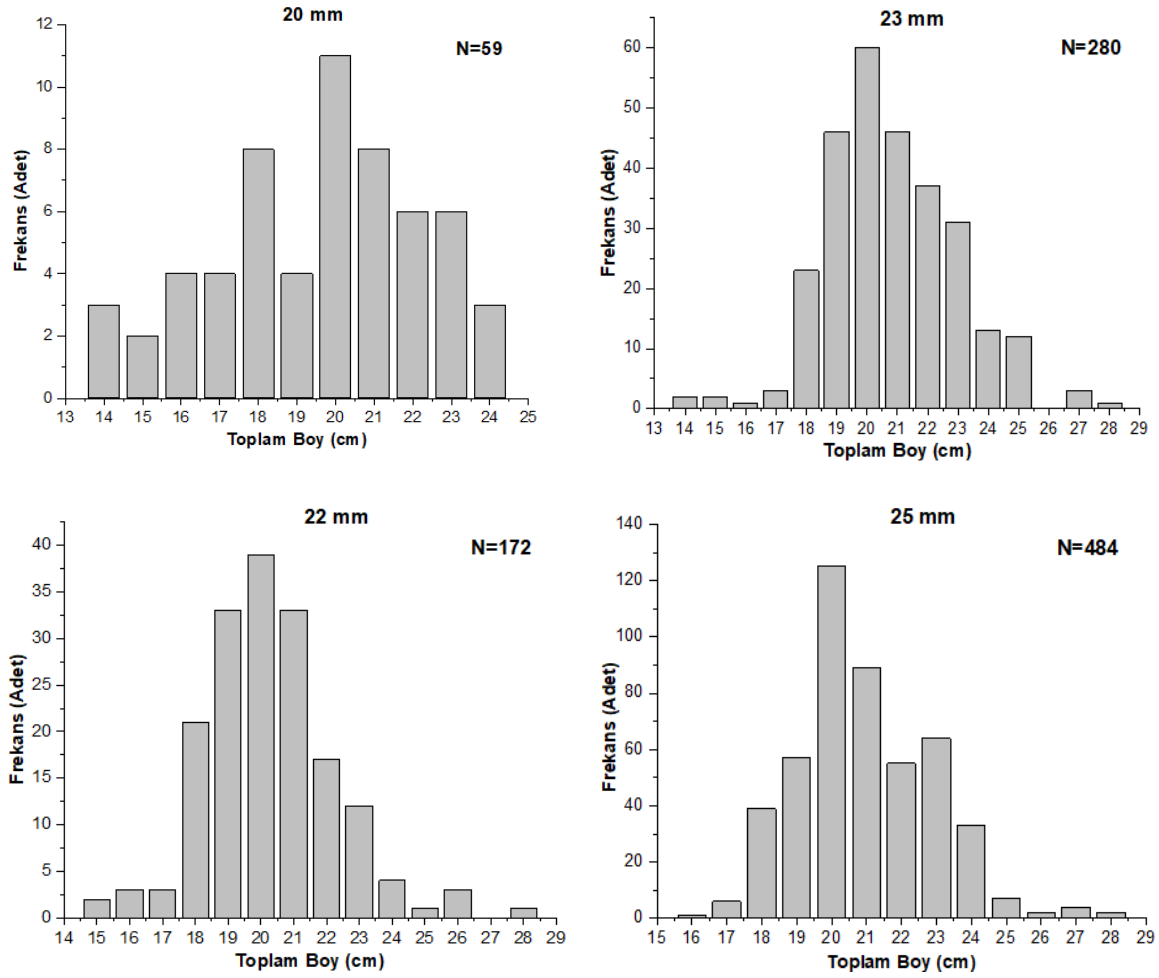 20 mm
N=59
Frekans (Adet)
12
10
8
6
4
2
0
13 14 15 16 17 18 19 20 21 22 23 24 25
Toplam Boy (cm)
23 mm
N=280
Frekans (Adet)
60
50
40
30
20
10
0
13 14 15 16 17 18 19 20 21 22 23 24 25 26 27 28 29
Toplam Boy (cm)
22 mm
N=172
Frekans (Adet)
40
35
30
25
20
15
10
5
0
14 15 16 17 18 19 20 21 22 23 24 25 26 27 28 29
Toplam Boy (cm)
25 mm
N=484
Frekans (Adet)
140
120
100
80
60
40
20
0
15 16 17 18 19 20 21 22 23 24 25 26 27 28 29
Toplam Boy (cm)